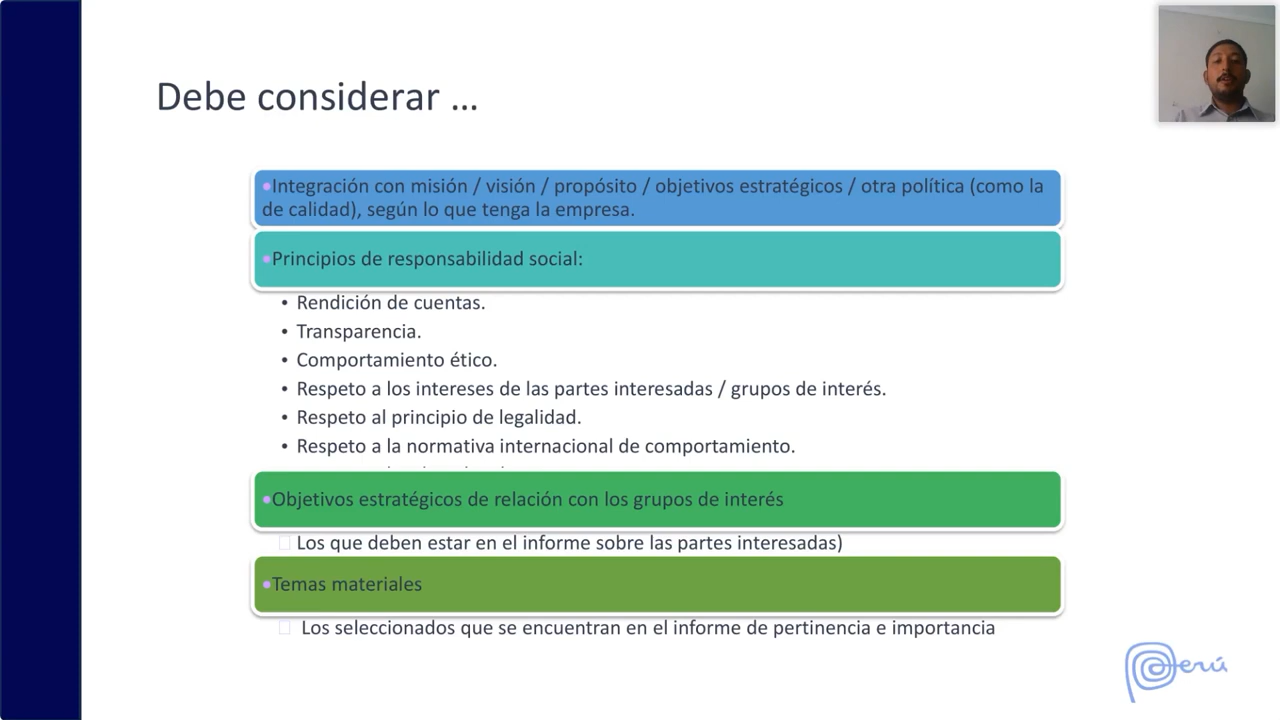 Debe considerar ...
•Integración con misión / visión / propósito / objetivos estratégicos / otra política (como la
de calidad), según lo que tenga la empresa.
•Principios de responsabilidad social:
• Rendición de cuentas.
• Transparencia.
• Comportamiento ético.
• Respeto a los intereses de las partes interesadas / grupos de interés.
• Respeto al principio de legalidad.
• Respeto a la normativa internacional de comportamiento.
•Objetivos estratégicos de relación con los grupos de interés
Los que deben estar en el informe sobre las partes interesadas)
•Temas materiales
Los seleccionados que se encuentran en el informe de pertinencia e importancia
Perú